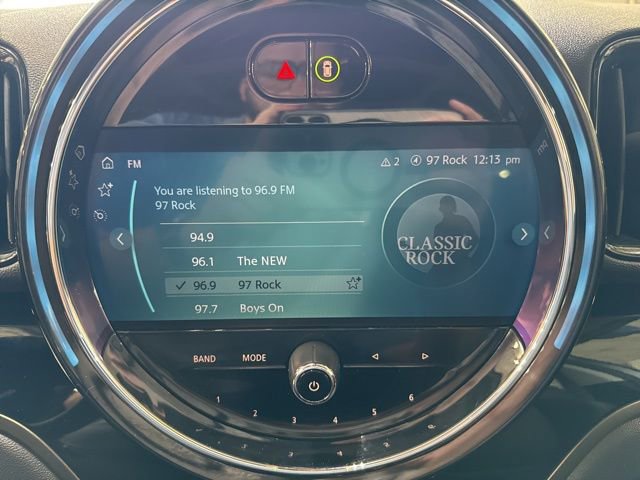 FM
2 97 Rock 12:13 pm
You are listening to 96.9 FM
97 Rock
94.9
96.1 The NEW
96.9 97 Rock
97.7 Boys On
CLASSIC
ROCK
BAND MODE
1 2 3 4 5 6